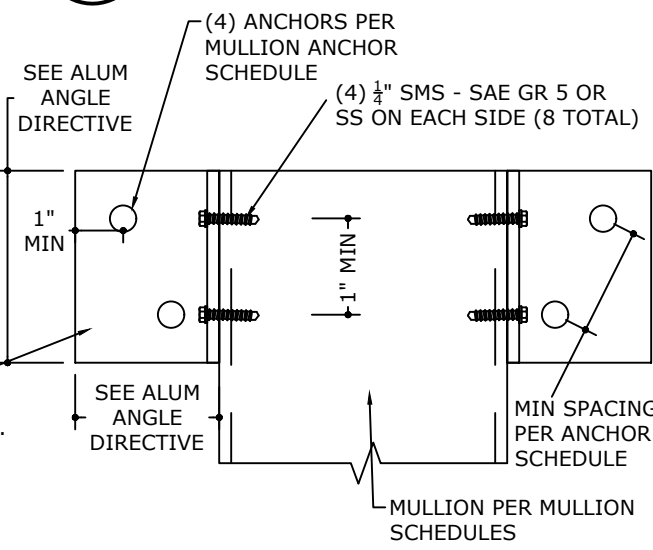 (4) ANCHORS PER
MULLION ANCHOR
SCHEDULE
SEE ALUM
ANGLE
DIRECTIVE
(4) 1/4" SMS - SAE GR 5 OR
SS ON EACH SIDE (8 TOTAL)
1"
MIN
1" MIN
SEE ALUM
ANGLE
DIRECTIVE
MIN SPACING
PER ANCHOR
SCHEDULE
MULLION PER MULLION
SCHEDULES
.